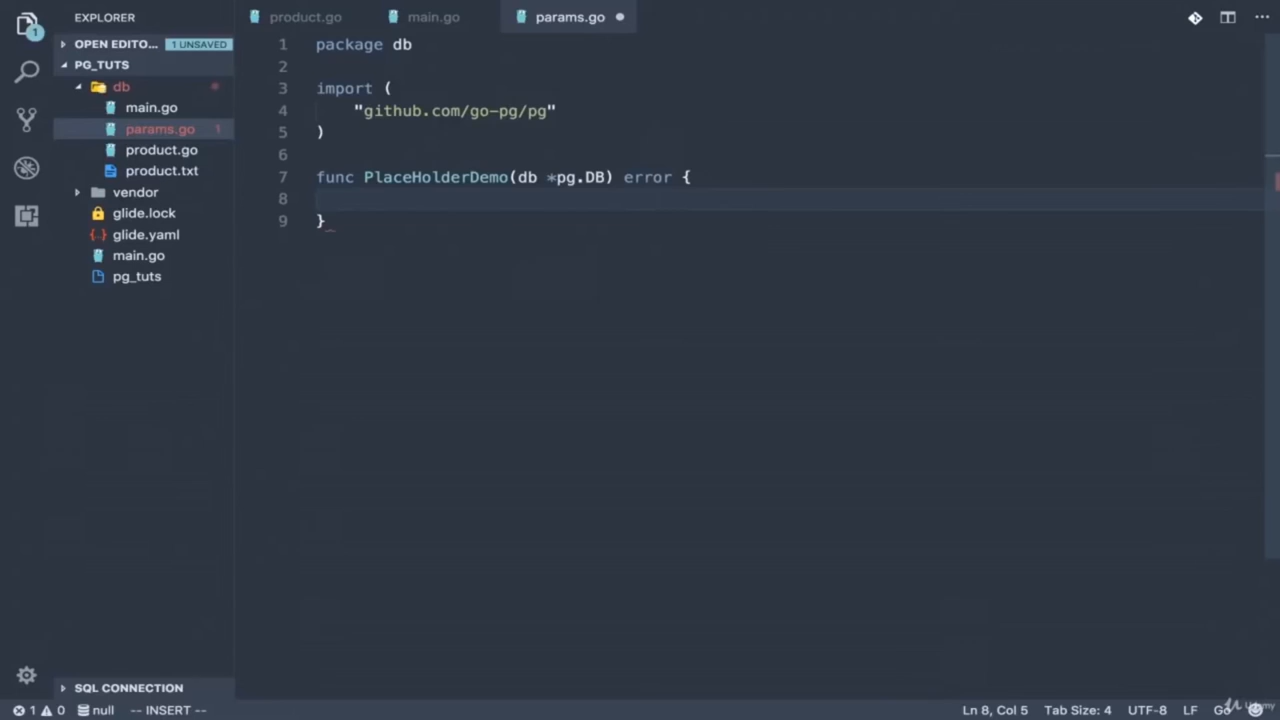 EXPLORER
product.go
main.go
params.go
1
OPEN EDITO...
1 UNSAVED
PG_TUTS
db
main.go
params.go 1
product.go
product.txt
vendor
glide.lock
glide.yaml
main.go
pg_tuts
1 package db
2
3 import (
4 "github.com/go-pg/pg"
5 )
6
7 func PlaceHolderDemo(db *pg.DB) error {
8
9 }
SQL CONNECTION
1 0 null -- INSERT --
Ln 8, Col 5 Tab Size: 4 UTF-8 LF Go